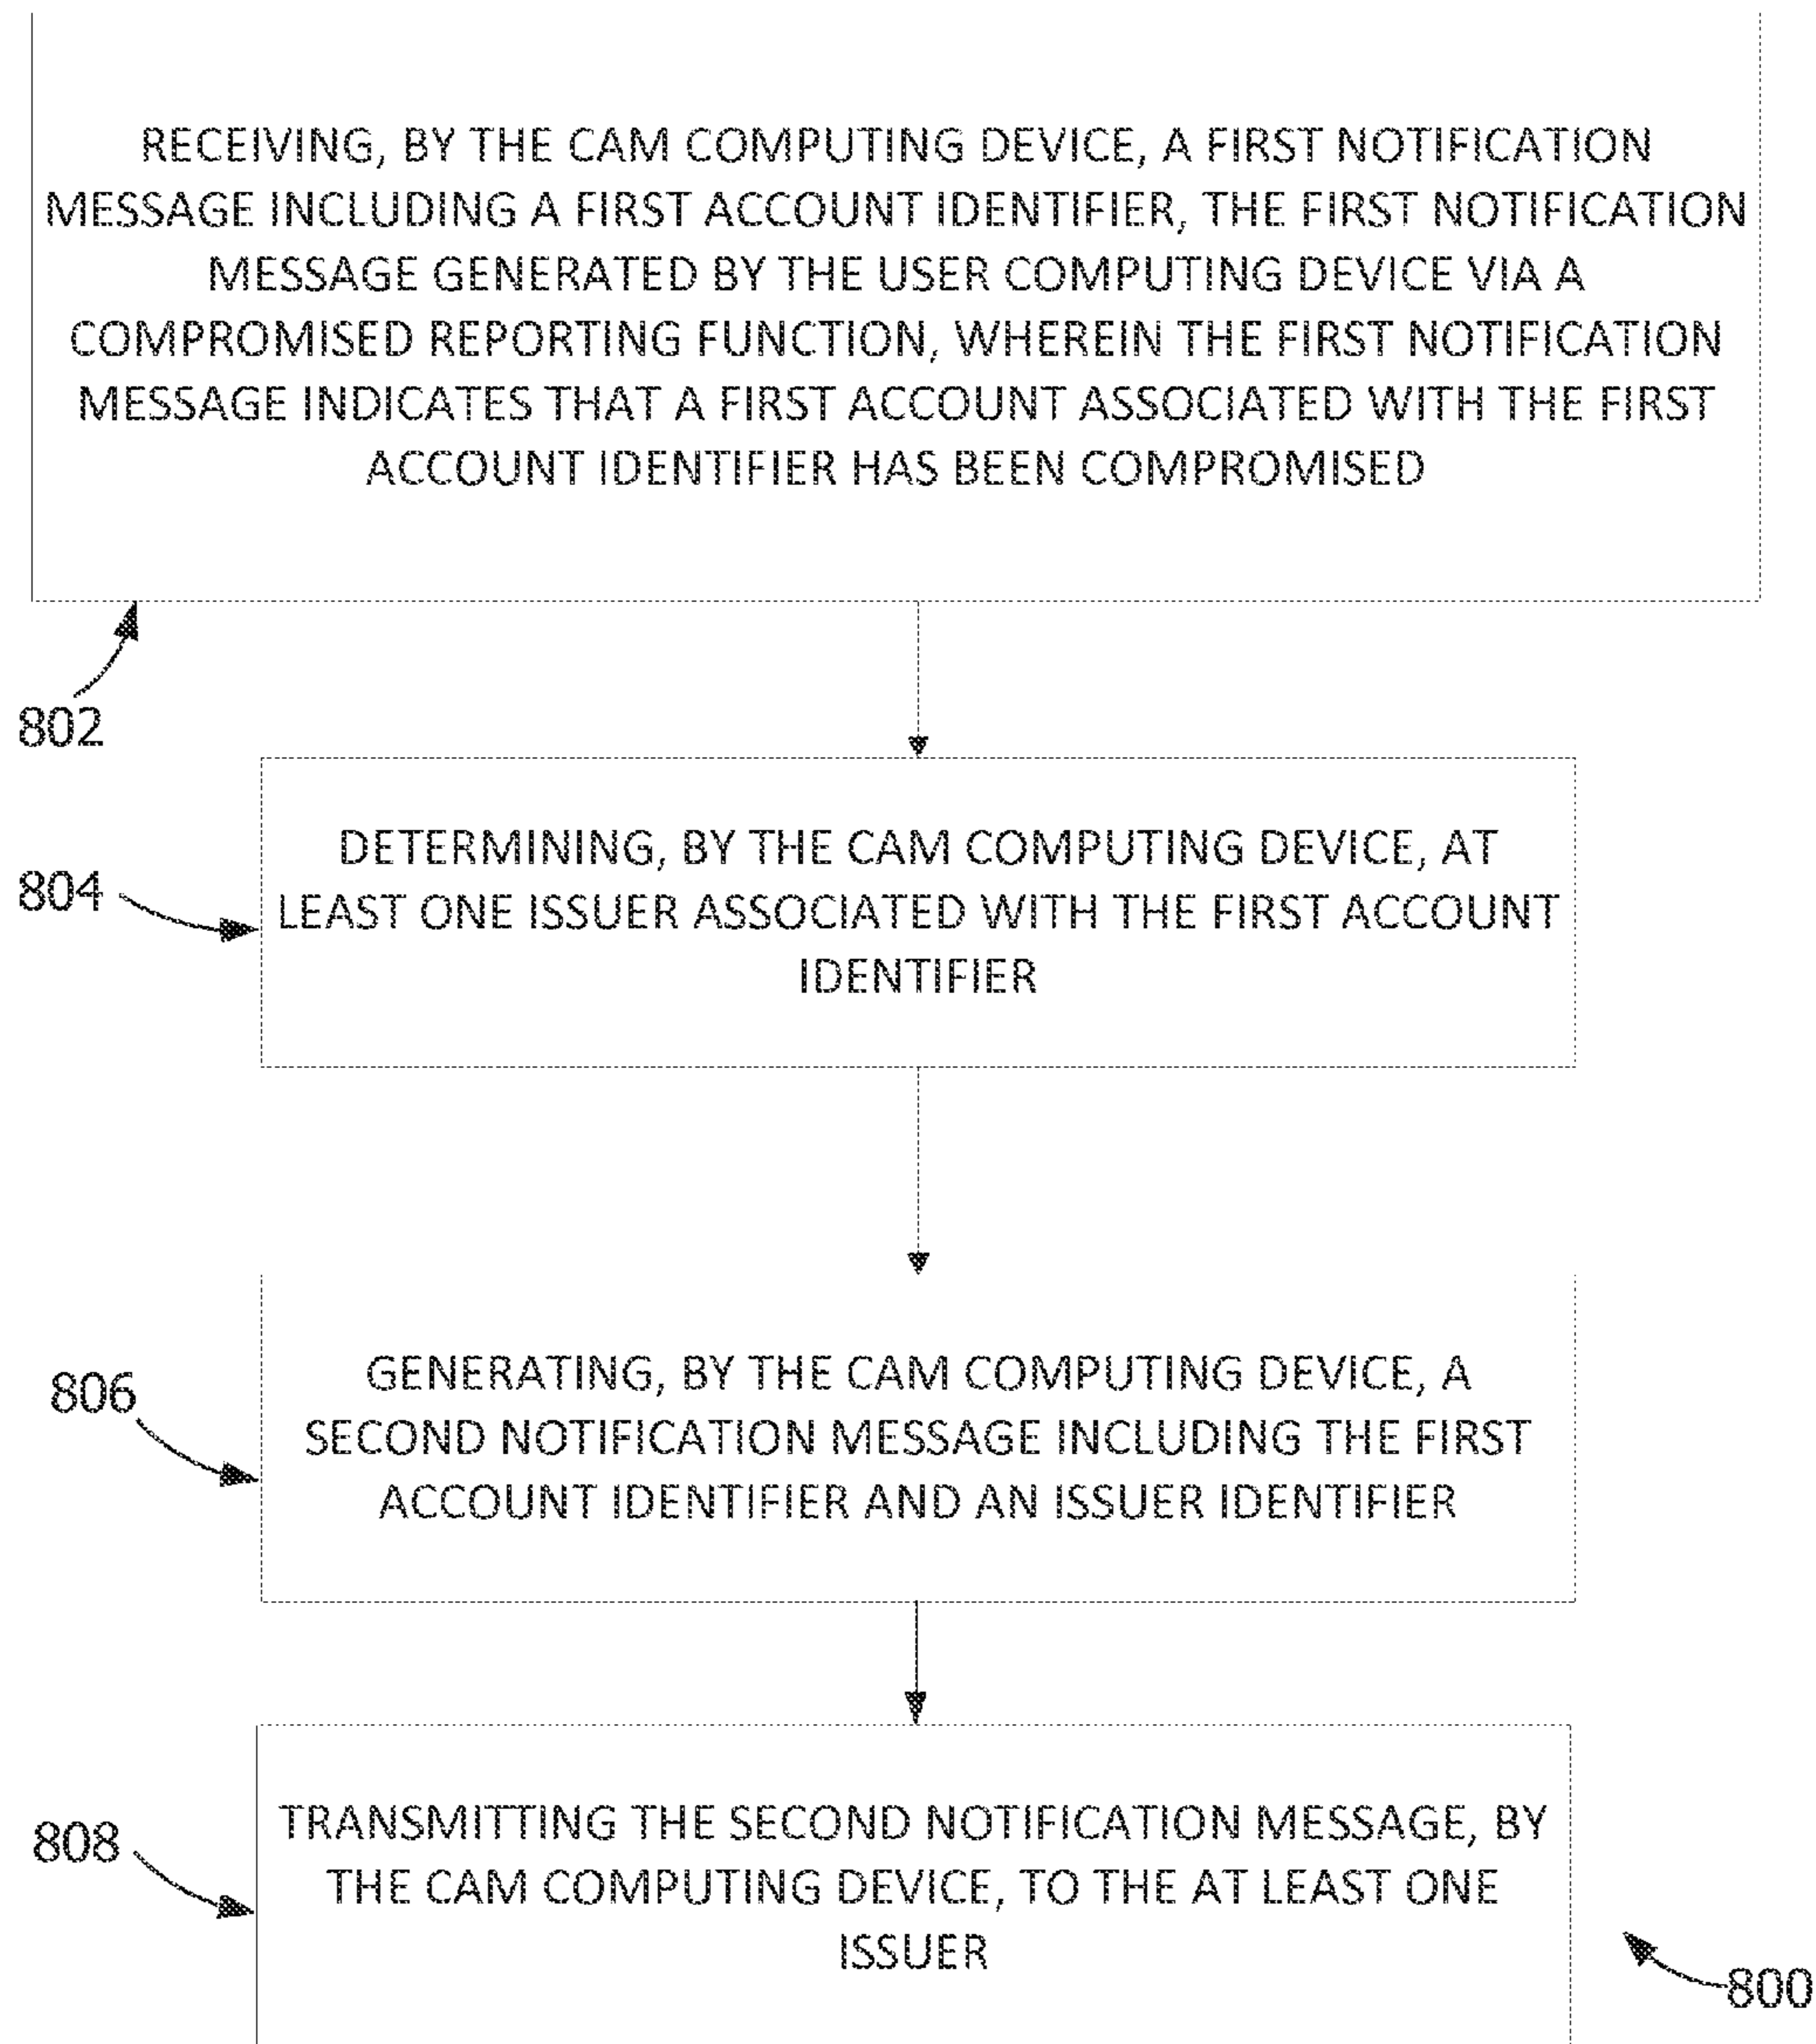 RECEIVING, BY THE CAM COMPUTING DEVICE, A FIRST NOTIFICATION
MESSAGE INCLUDING A FIRST ACCOUNT IDENTIFIER, THE FIRST NOTIFICATION
MESSAGE GENERATED BY THE USER COMPUTING DEVICE VIA A
COMPROMISED REPORTING FUNCTION, WHEREIN THE FIRST NOTIFICATION
MESSAGE INDICATES THAT A FIRST ACCOUNT ASSOCIATED WITH THE FIRST
ACCOUNT IDENTIFIER HAS BEEN COMPROMISED
802
804
DETERMINING, BY THE CAM COMPUTING DEVICE, AT
LEAST ONE ISSUER ASSOCIATED WITH THE FIRST ACCOUNT
IDENTIFIER
806
GENERATING, BY THE CAM COMPUTING DEVICE, A
SECOND NOTIFICATION MESSAGE INCLUDING THE FIRST
ACCOUNT IDENTIFIER AND AN ISSUER IDENTIFIER
808
TRANSMITTING THE SECOND NOTIFICATION MESSAGE, BY
THE CAM COMPUTING DEVICE, TO THE AT LEAST ONE
ISSUER
800